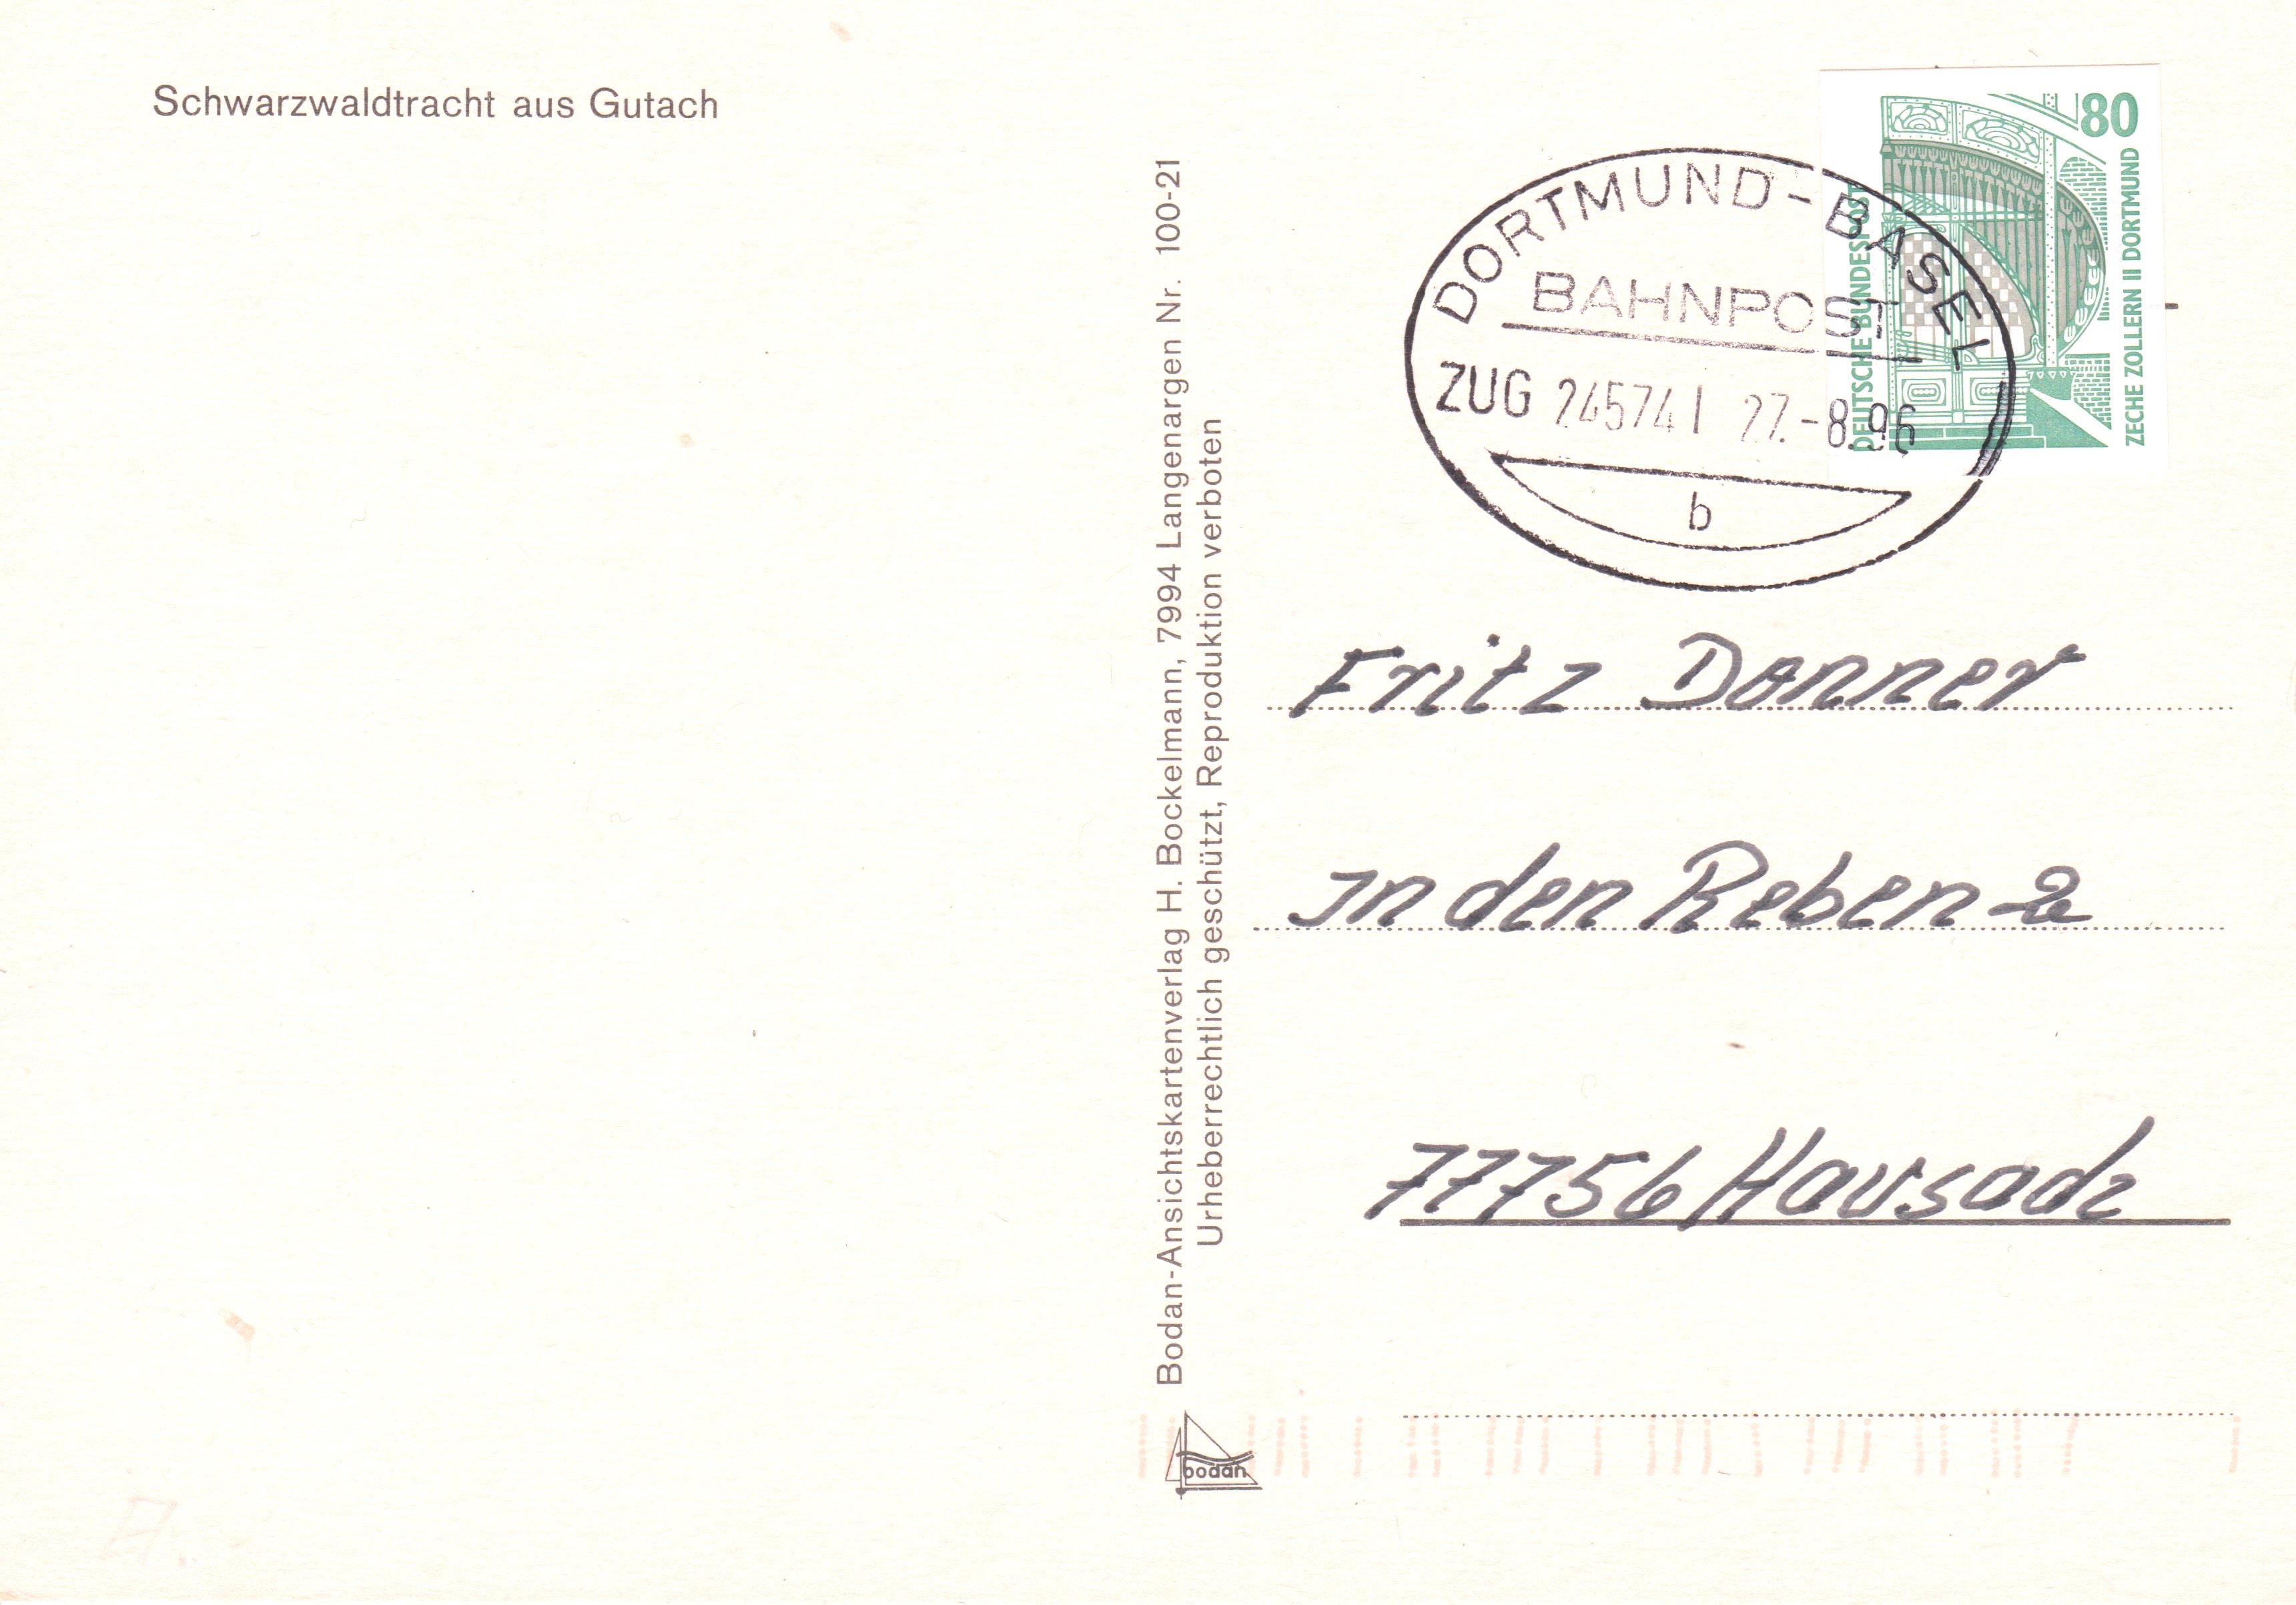 Schwarzwaldtracht aus Gutach
Bodan-Ansichtskartenverlag H. Bockelmann, 7994 Langenargen Nr. 100-21
Urheberrechtlich geschützt, Reproduktion verboten
bodan
80
DEUTSCHE BUNDESPOST
ZECHE ZOLLERN II DORTMUND
DORTMUND-BASEL
BAHNPOST
ZUG 24574 27.-8.96
b
Fritz Donner
In den Reben 2
77756 Hausach